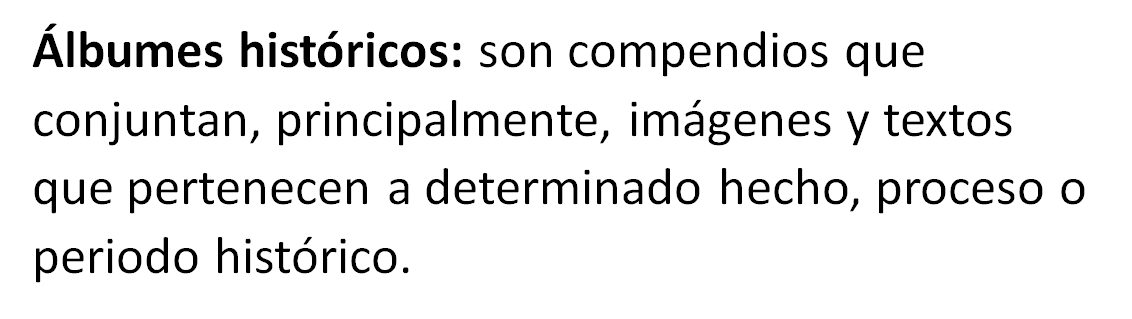 Álbumes históricos: son compendios que
conjuntan, principalmente, imágenes y textos
que pertenecen a determinado hecho, proceso o
periodo histórico.